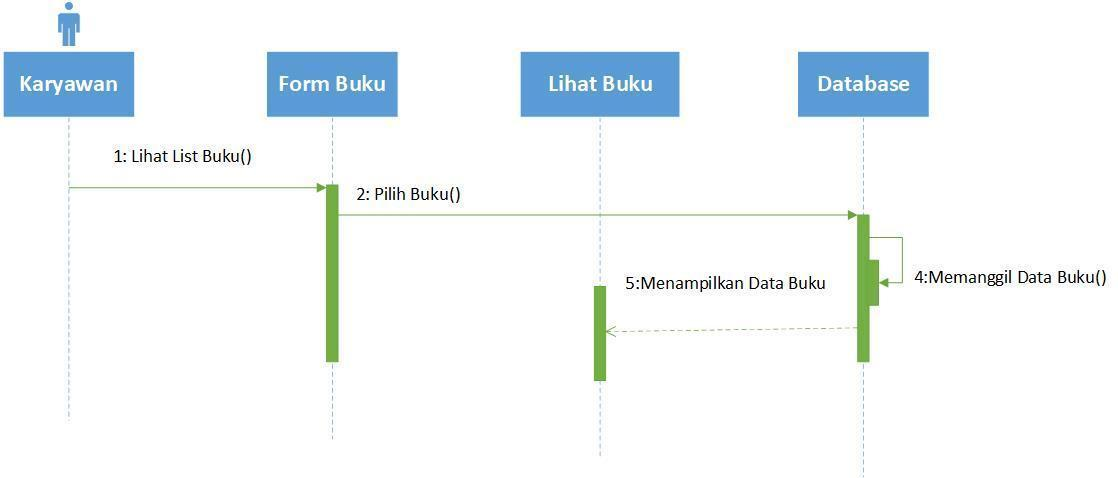 Karyawan
Form Buku
Lihat Buku
Database
1: Lihat List Buku()
2: Pilih Buku()
4:Memanggil Data Buku()
5:Menampilkan Data Buku